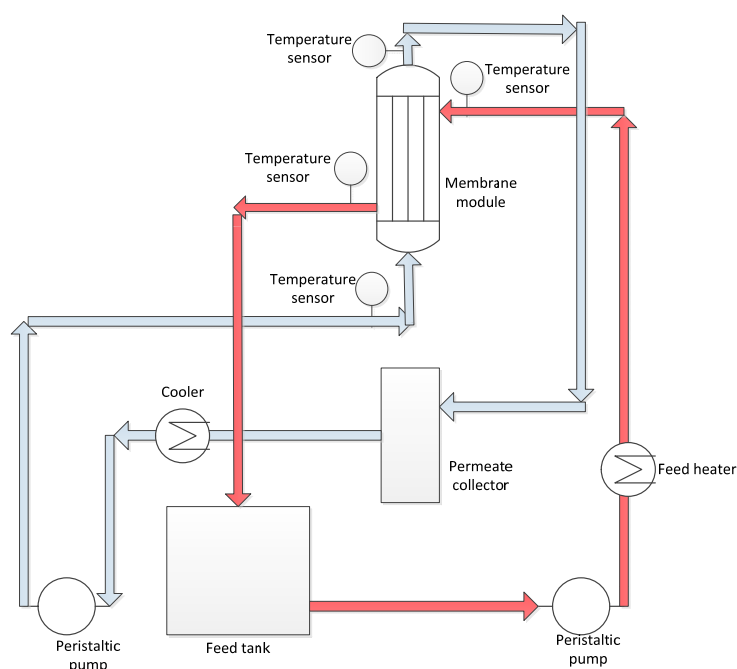 Temperature
sensor
Temperature
sensor
Temperature
sensor
Membrane
module
Temperature
sensor
Cooler
Permeate
collector
Feed heater
Peristaltic
pump
Feed tank
Peristaltic
pump